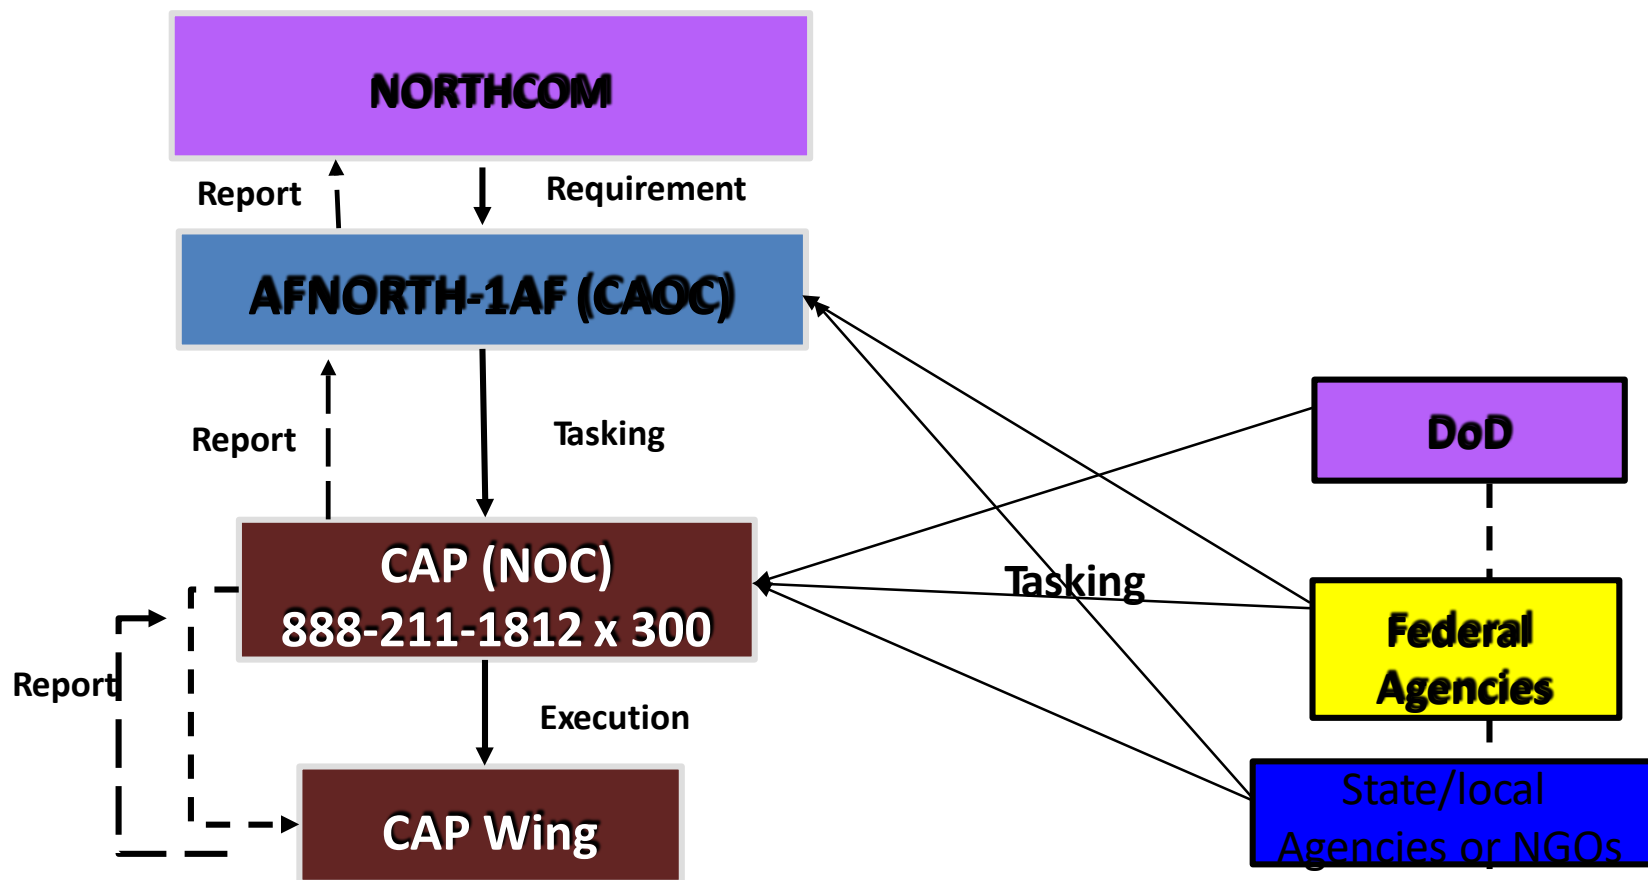 NORTHCOM
Report
Requirement
AFNORTH-1AF (CAOC)
Report
Tasking
DoD
CAP (NOC)
888-211-1812 x 300
Tasking
Federal
Agencies
Report
Execution
State/local
Agencies or NGOs
CAP Wing